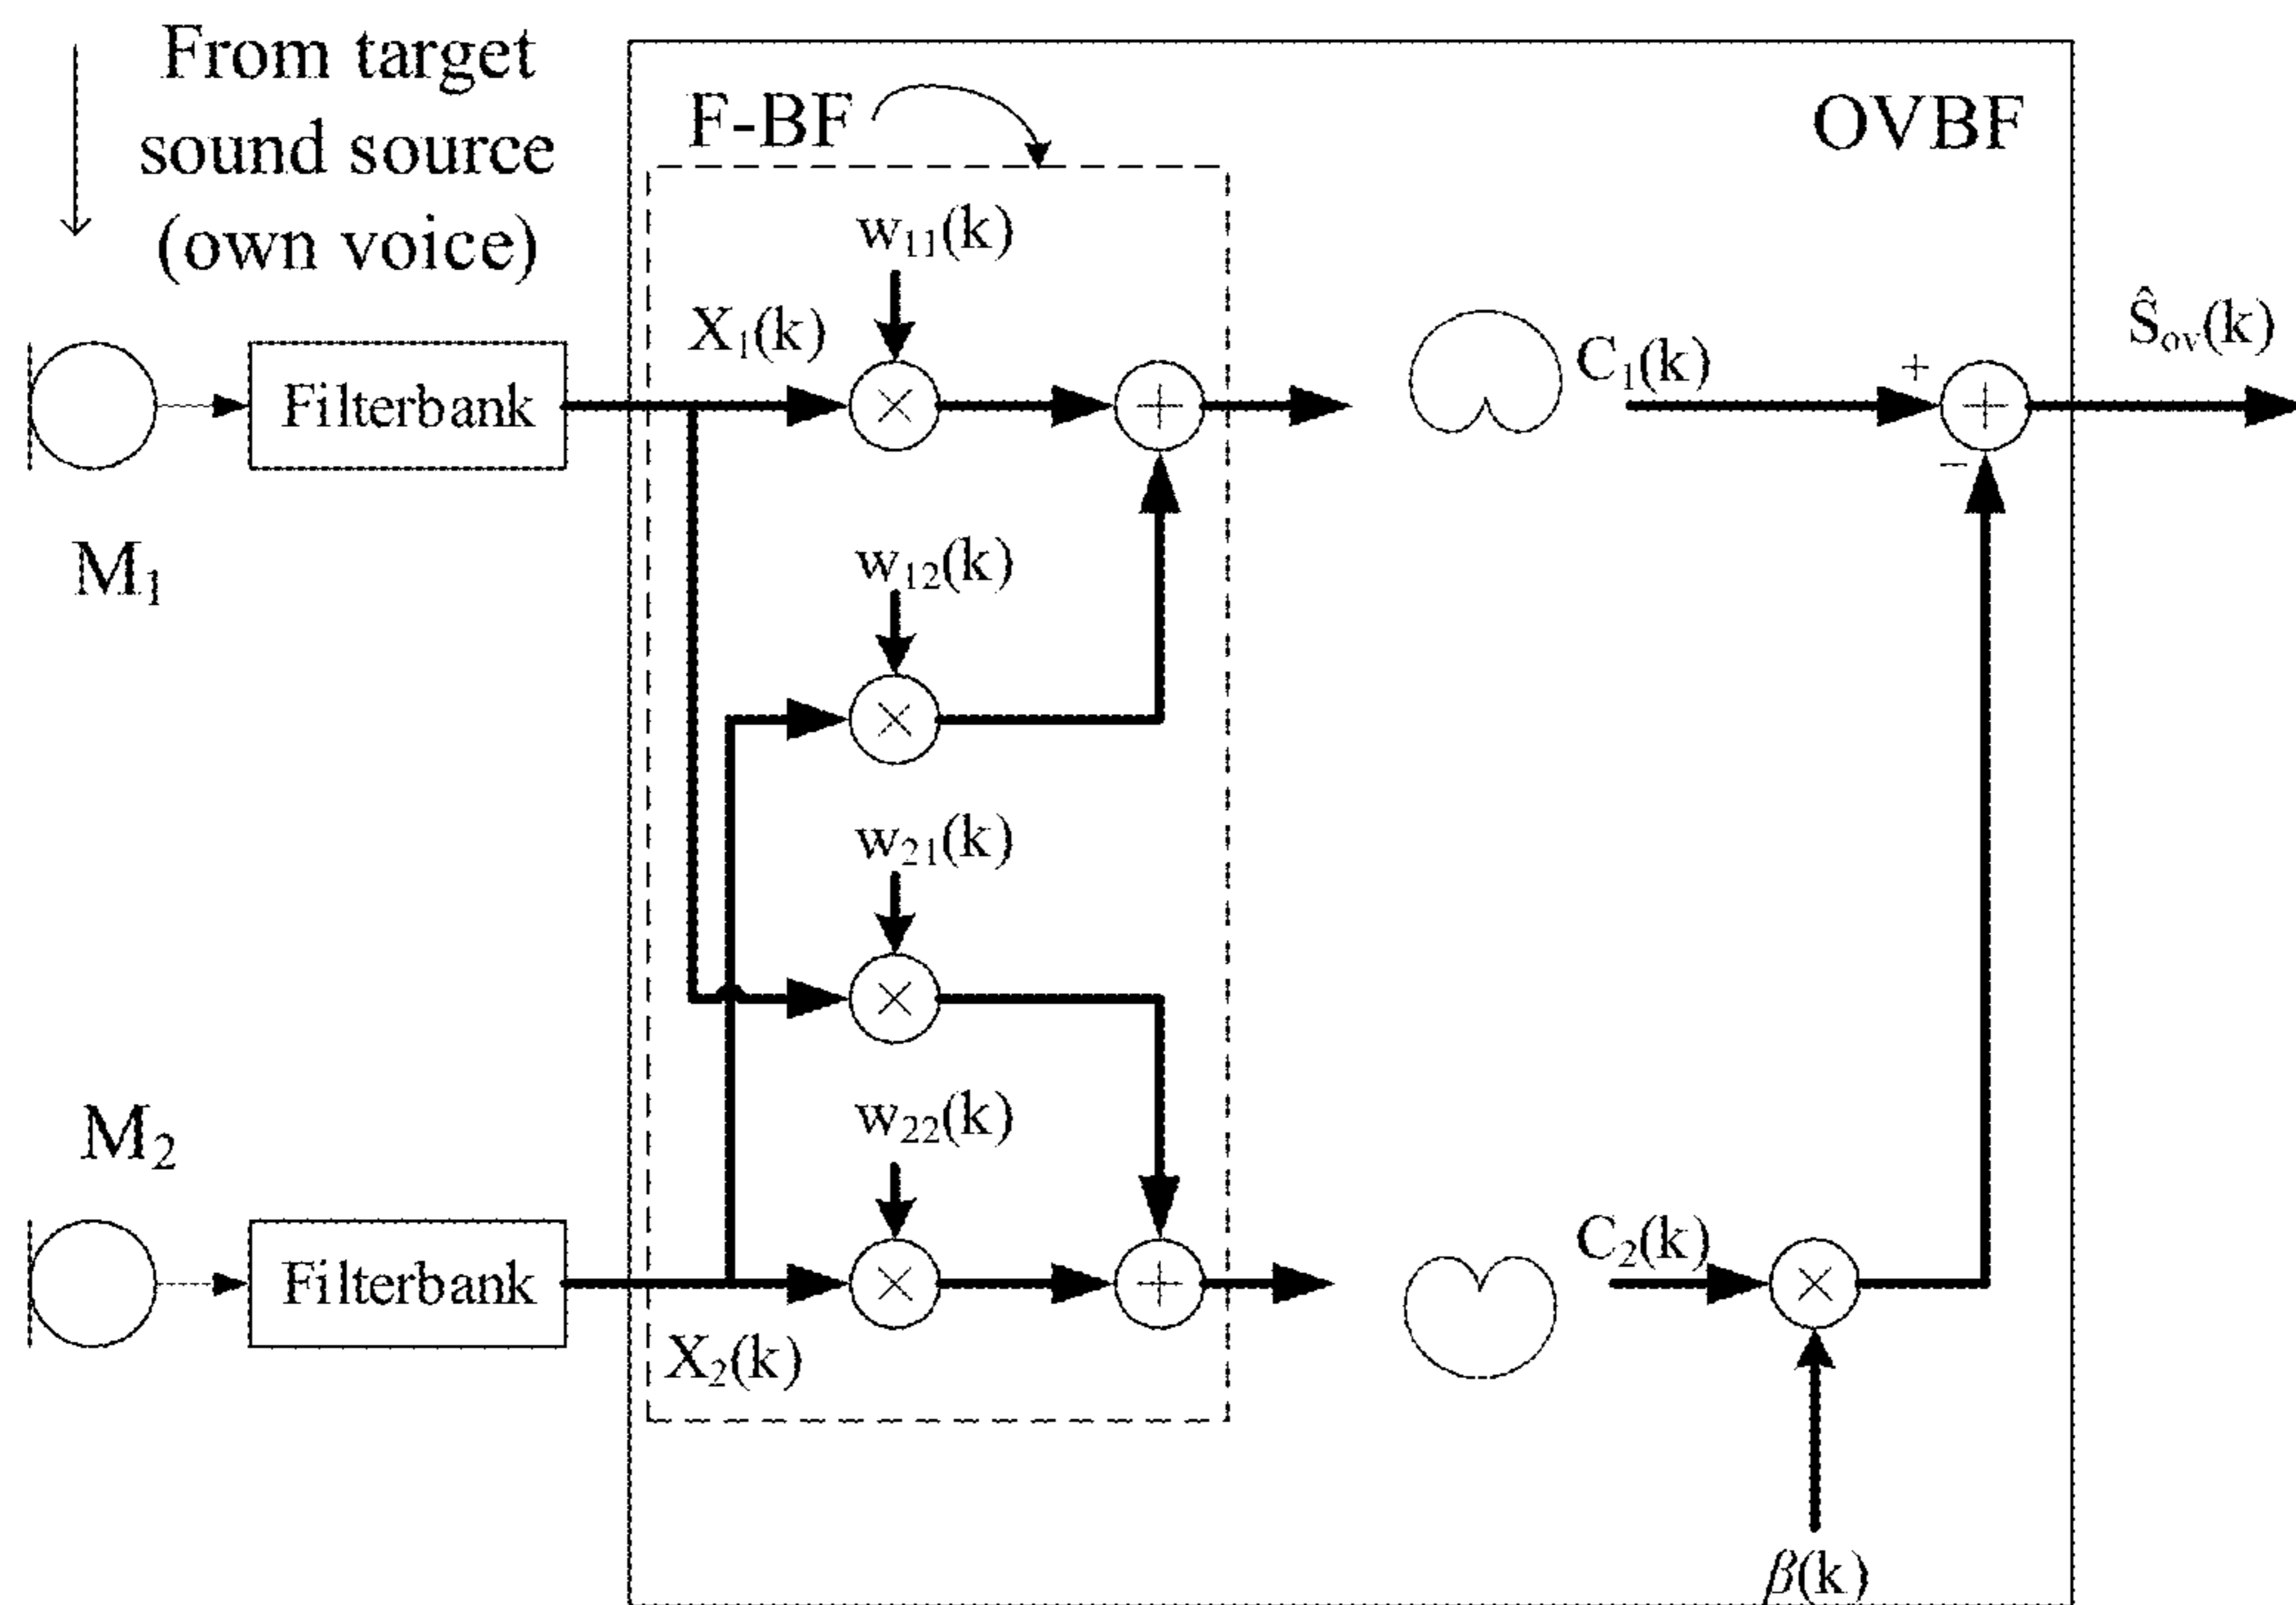 From target
sound source
(own voice)
F-BF
OVBF
w₁₁(k)
X₁(k)
Filterbank
M₁
C₁(k)
+
−
Ŝₒᵥ(k)
w₁₂(k)
w₂₁(k)
w₂₂(k)
M₂
Filterbank
X₂(k)
C₂(k)
β(k)